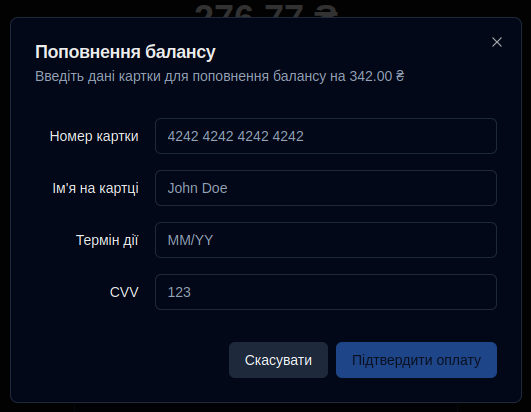 276.77 ₴
Поповнення балансу
Введіть дані картки для поповнення балансу на 342.00 ₴
Номер картки
4242 4242 4242 4242
Ім'я на картці
John Doe
Термін дії
MM/YY
CVV
123
Скасувати
Підтвердити оплату